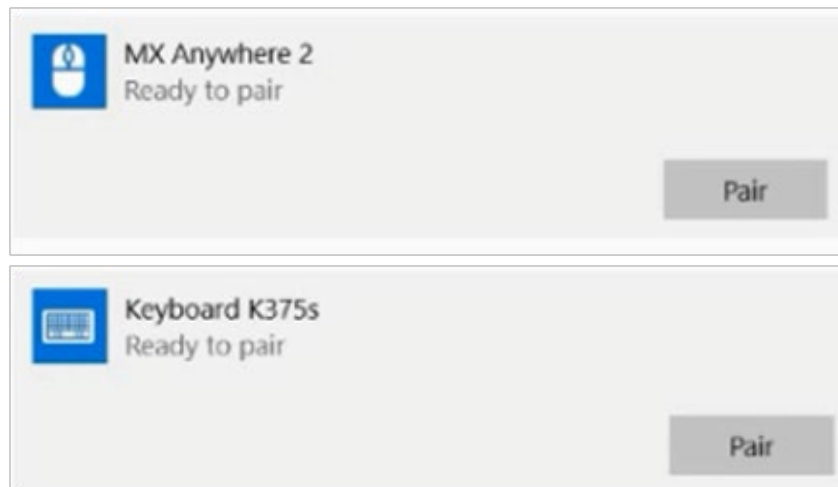 MX Anywhere 2
Ready to pair
Pair
Keyboard K375s
Ready to pair
Pair